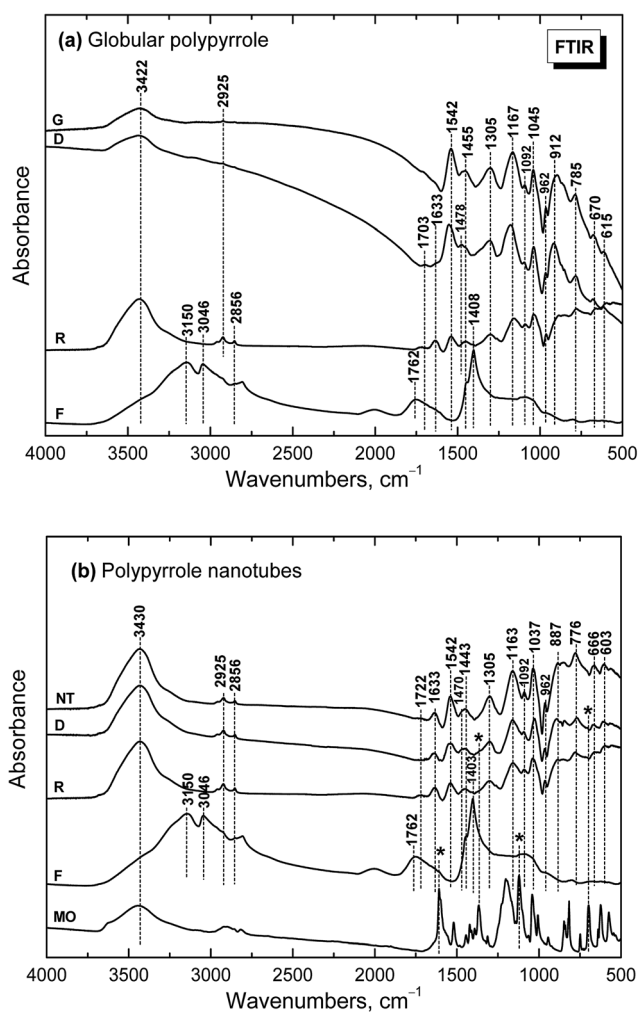 (a) Globular polypyrrole
FTIR
3422
2925
1542
1455
1305
1167
1092
1045
962
912
785
670
615
G
D
1703
1633
1478
R
3150
3046
2856
1762
1408
F
Absorbance
4000 3500 3000 2500 2000 1500 1000 500
Wavenumbers, cm⁻¹
(b) Polypyrrole nanotubes
3430
2925
2856
1722
1633
1542
1470
1443
1305
1163
1092
1037
962
887
776
666
603
NT
D
*
*
R
3150
3046
1762
1403
F
*
*
MO
Absorbance
4000 3500 3000 2500 2000 1500 1000 500
Wavenumbers, cm⁻¹